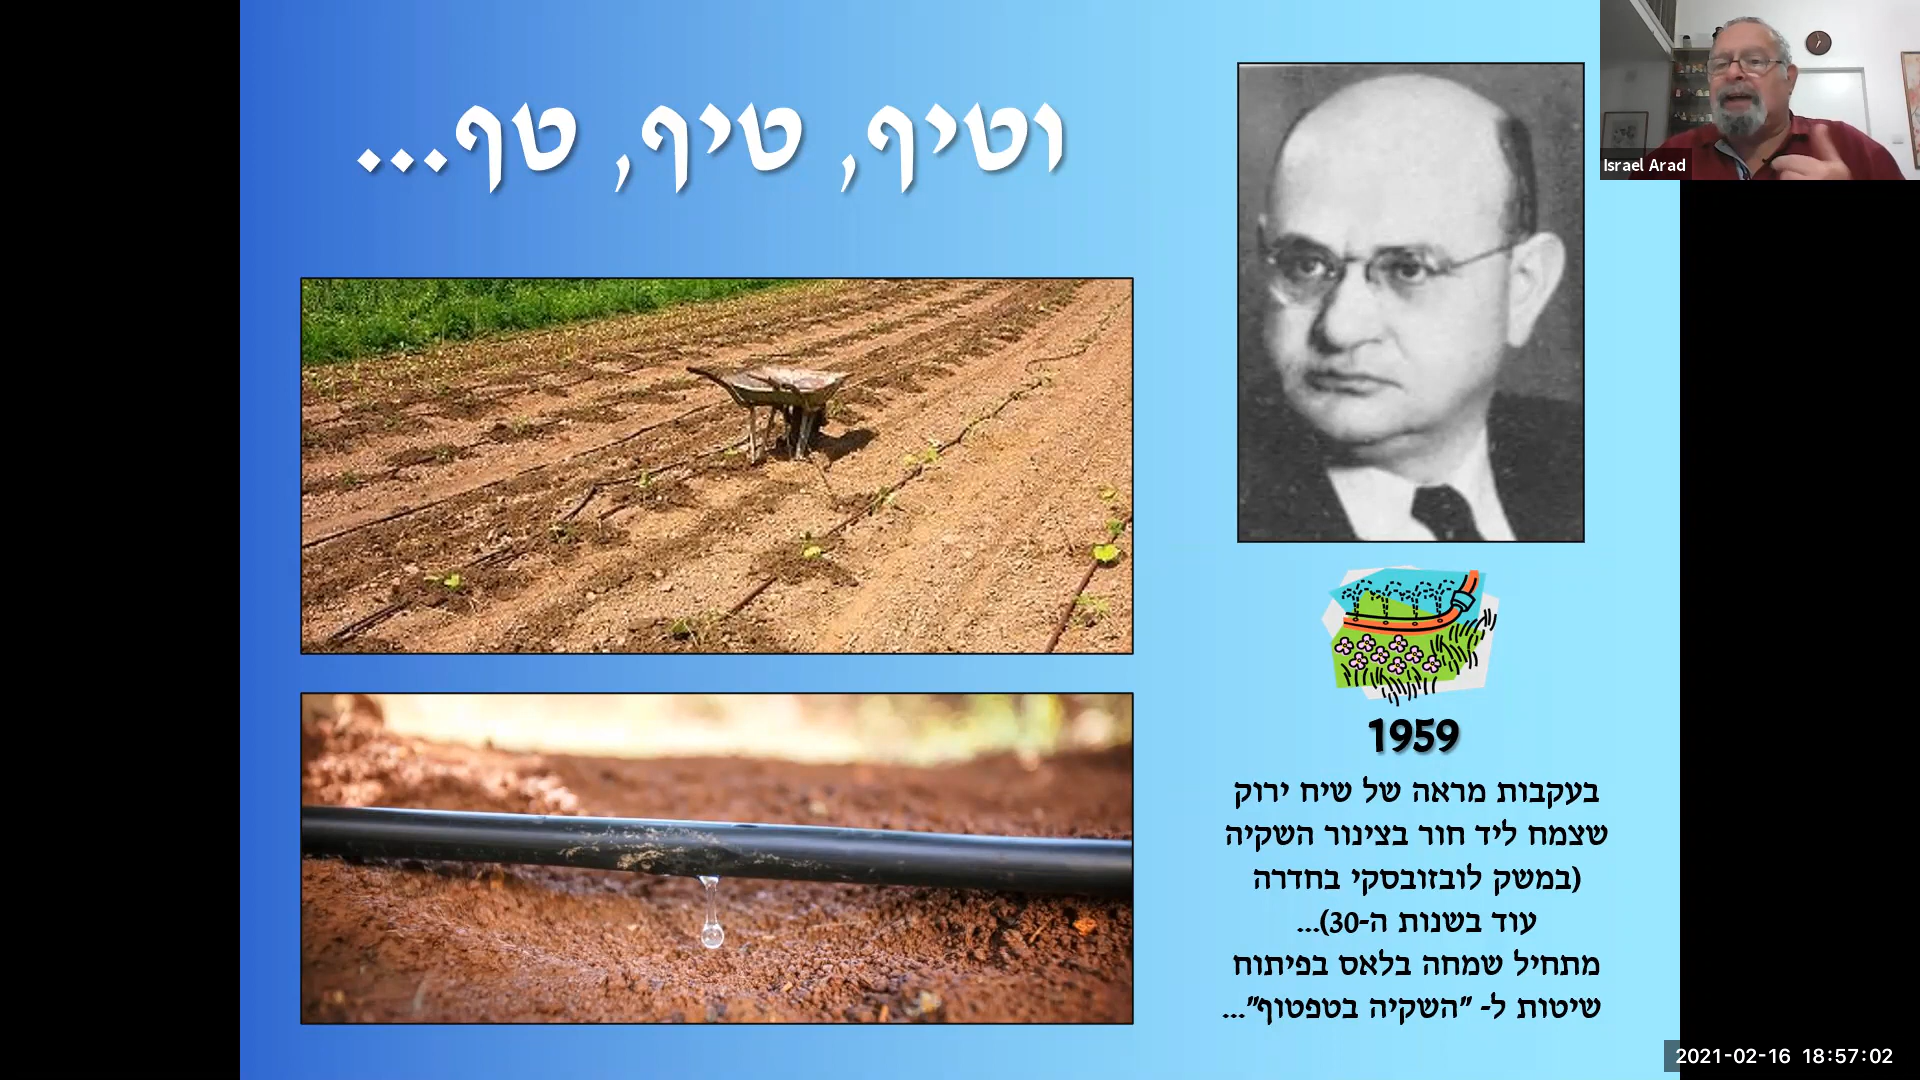 וטיף, טיף, טף...
Israel Arad
1959
בעקבות מראה של שיח ירוק
שצמח ליד חור בצינור השקיה
(במשק לובזובסקי בחדרה
עוד בשנות ה-30)...
מתחיל שמחה בלאס בפיתוח
שיטות ל- "השקיה בטפטוף"...
2021-02-16 18:57:02